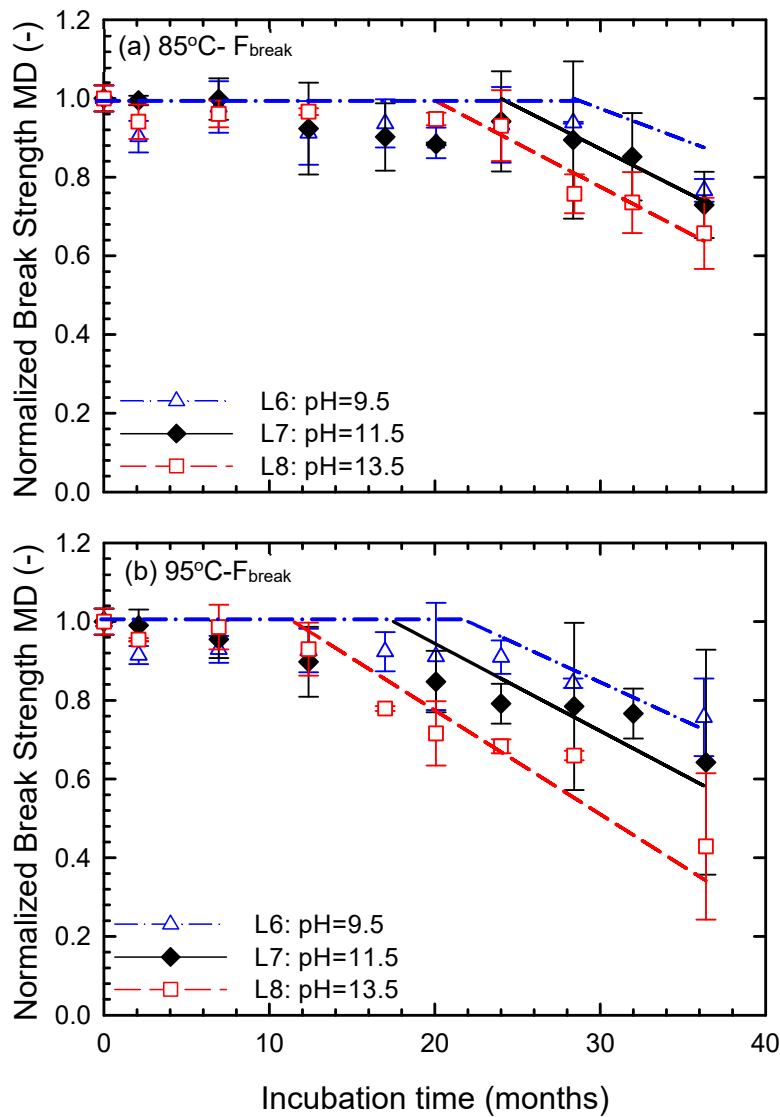 Normalized Break Strength MD (-)
1.2
1.0
0.8
0.6
0.4
0.2
0.0
(a) 85°C- Fbreak
L6: pH=9.5
L7: pH=11.5
L8: pH=13.5
Normalized Break Strength MD (-)
1.2
1.0
0.8
0.6
0.4
0.2
0.0
(b) 95°C-Fbreak
L6: pH=9.5
L7: pH=11.5
L8: pH=13.5
0 10 20 30 40
Incubation time (months)